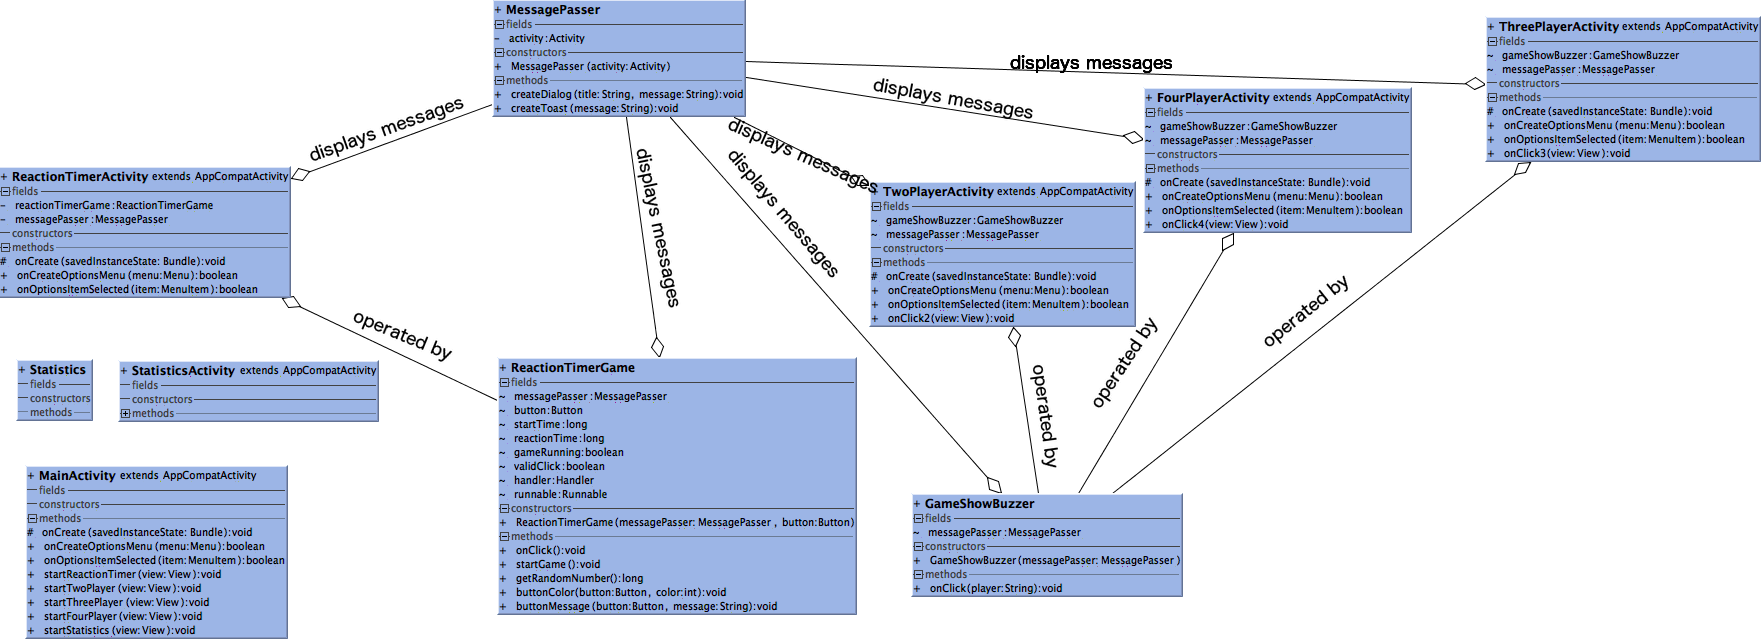 + MessagePasser
fields
- activity:Activity
constructors
+ MessagePasser (activity:Activity)
methods
+ createDialog (title: String, message:String):void
+ createToast (message:String):void
+ ThreePlayerActivity extends AppCompatActivity
fields
~ gameShowBuzzer:GameShowBuzzer
~ messagePasser:MessagePasser
constructors
methods
# onCreate (savedInstanceState: Bundle):void
+ onCreateOptionsMenu (menu:Menu):boolean
+ onOptionsItemSelected (item:MenuItem):boolean
+ onClick3(view:View):void
+ FourPlayerActivity extends AppCompatActivity
fields
~ gameShowBuzzer:GameShowBuzzer
~ messagePasser:MessagePasser
constructors
methods
# onCreate (savedInstanceState: Bundle):void
+ onCreateOptionsMenu (menu:Menu):boolean
+ onOptionsItemSelected (item:MenuItem):boolean
+ onClick4(view:View):void
+ TwoPlayerActivity extends AppCompatActivity
fields
~ gameShowBuzzer:GameShowBuzzer
~ messagePasser:MessagePasser
constructors
methods
# onCreate (savedInstanceState: Bundle):void
+ onCreateOptionsMenu (menu:Menu):boolean
+ onOptionsItemSelected (item:MenuItem):boolean
+ onClick2(view:View):void
+ ReactionTimerActivity extends AppCompatActivity
fields
- reactionTimerGame:ReactionTimerGame
- messagePasser:MessagePasser
constructors
methods
# onCreate (savedInstanceState: Bundle):void
+ onCreateOptionsMenu (menu:Menu):boolean
+ onOptionsItemSelected (item:MenuItem):boolean
displays messages
displays messages
displays messages
displays messages
displays messages
displays messages
operated by
operated by
operated by
operated by
+ Statistics
fields
constructors
methods
+ StatisticsActivity extends AppCompatActivity
fields
constructors
methods
+ MainActivity extends AppCompatActivity
fields
constructors
methods
# onCreate (savedInstanceState: Bundle):void
+ onCreateOptionsMenu (menu:Menu):boolean
+ onOptionsItemSelected (item:MenuItem):boolean
+ startReactionTimer (view:View):void
+ startTwoPlayer (view:View):void
+ startThreePlayer (view:View):void
+ startFourPlayer (view:View):void
+ startStatistics (view:View):void
+ ReactionTimerGame
fields
~ messagePasser:MessagePasser
~ button:Button
~ startTime:long
~ reactionTime:long
~ gameRunning:boolean
~ validClick:boolean
~ handler:Handler
~ runnable:Runnable
constructors
+ ReactionTimerGame (messagePasser: MessagePasser, button:Button)
methods
+ onClick():void
+ startGame ():void
+ getRandomNumber():long
+ buttonColor(button:Button, color:int):void
+ buttonMessage (button:Button, message:String):void
+ GameShowBuzzer
fields
~ messagePasser:MessagePasser
constructors
+ GameShowBuzzer (messagePasser: MessagePasser)
methods
+ onClick(player:String):void